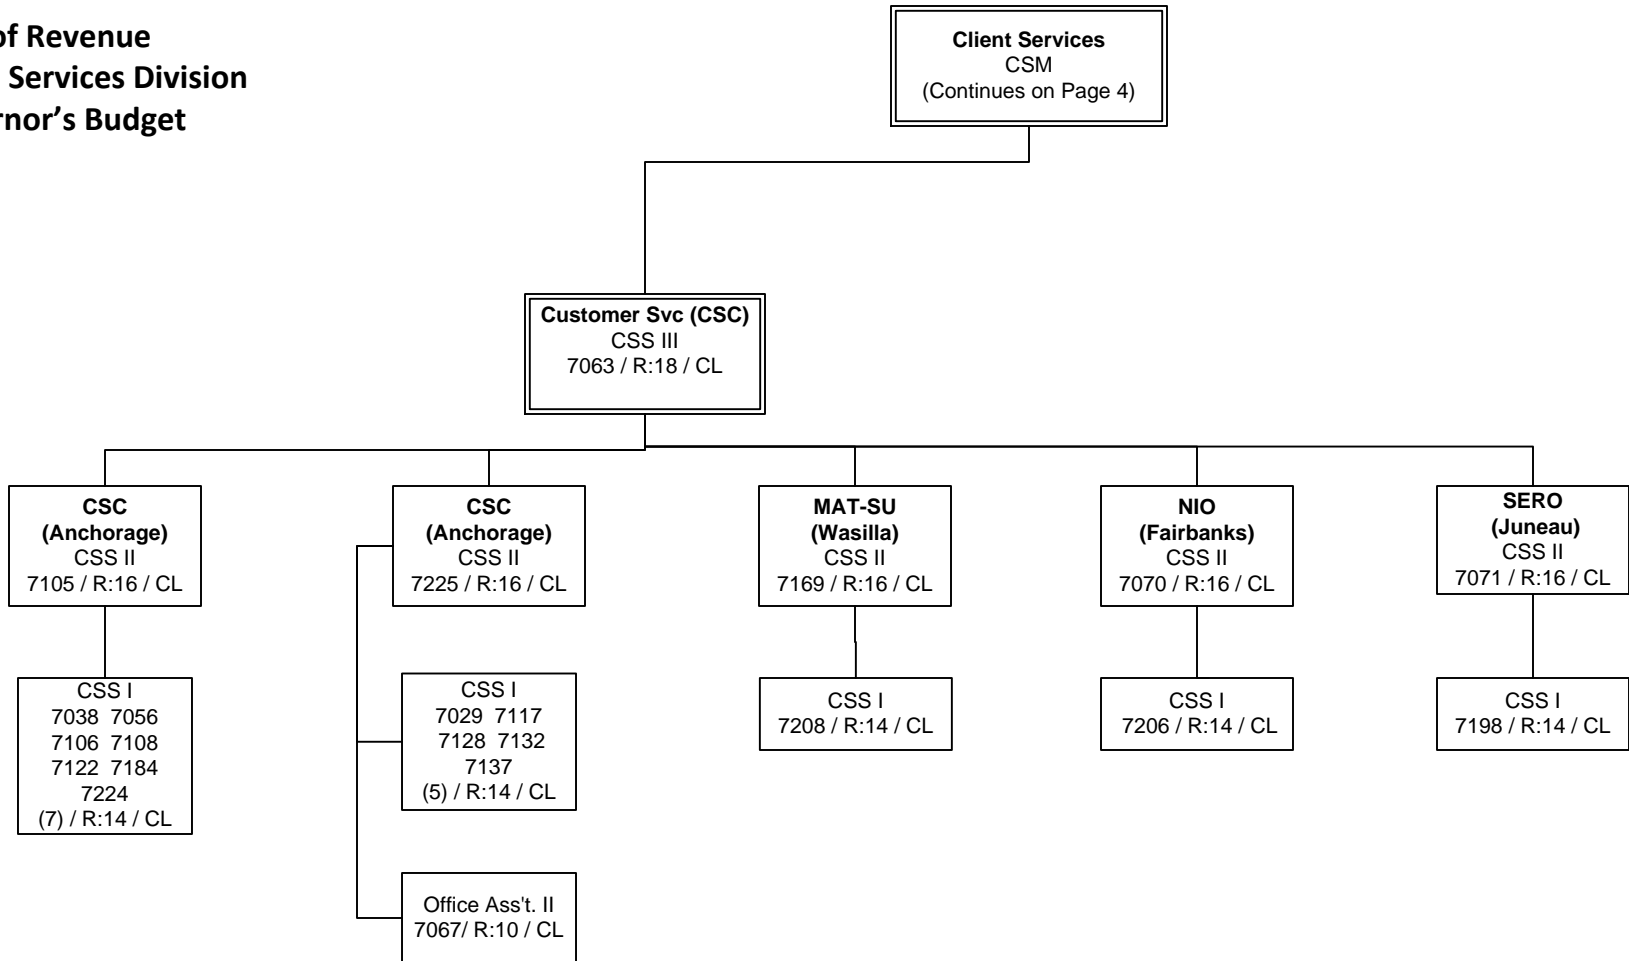 of Revenue
Services Division
rnor's Budget
Client Services
CSM
(Continues on Page 4)
Customer Svc (CSC)
CSS III
7063 / R:18 / CL
CSC
(Anchorage)
CSS II
7105 / R:16 / CL
CSC
(Anchorage)
CSS II
7225 / R:16 / CL
MAT-SU
(Wasilla)
CSS II
7169 / R:16 / CL
NIO
(Fairbanks)
CSS II
7070 / R:16 / CL
SERO
(Juneau)
CSS II
7071 / R:16 / CL
CSS I
7038 7056
7106 7108
7122 7184
7224
(7) / R:14 / CL
CSS I
7029 7117
7128 7132
7137
(5) / R:14 / CL
CSS I
7208 / R:14 / CL
CSS I
7206 / R:14 / CL
CSS I
7198 / R:14 / CL
Office Ass't. II
7067/ R:10 / CL